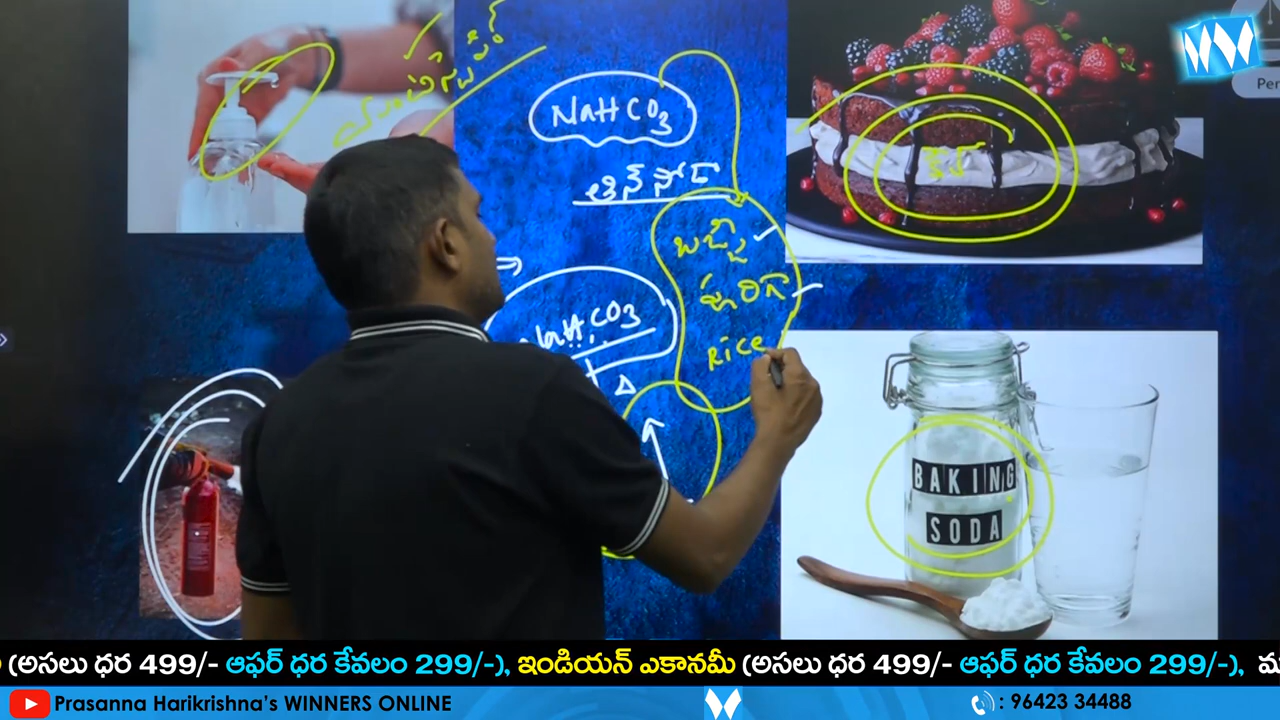 NaHCO3
NaHCO3
Δ
బజ్జి
పూరి
Rice
కేక్
Per
BAKING
SODA
(అసలు ధర 499/- ఆఫర్ ధర కేవలం 299/-), ఇండియన్ ఎకానమీ (అసలు ధర 499/- ఆఫర్ ధర కేవలం 299/-),
Prasanna Harikrishna's WINNERS ONLINE
W
: 96423 34488